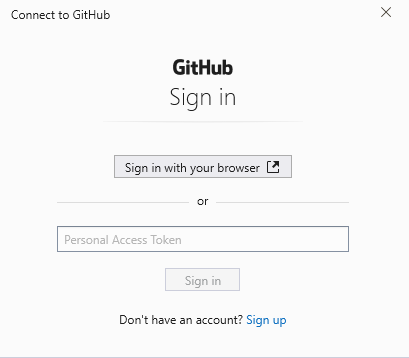 Connect to GitHub
GitHub
Sign in
Sign in with your browser
or
Personal Access Token
Sign in
Don't have an account? Sign up